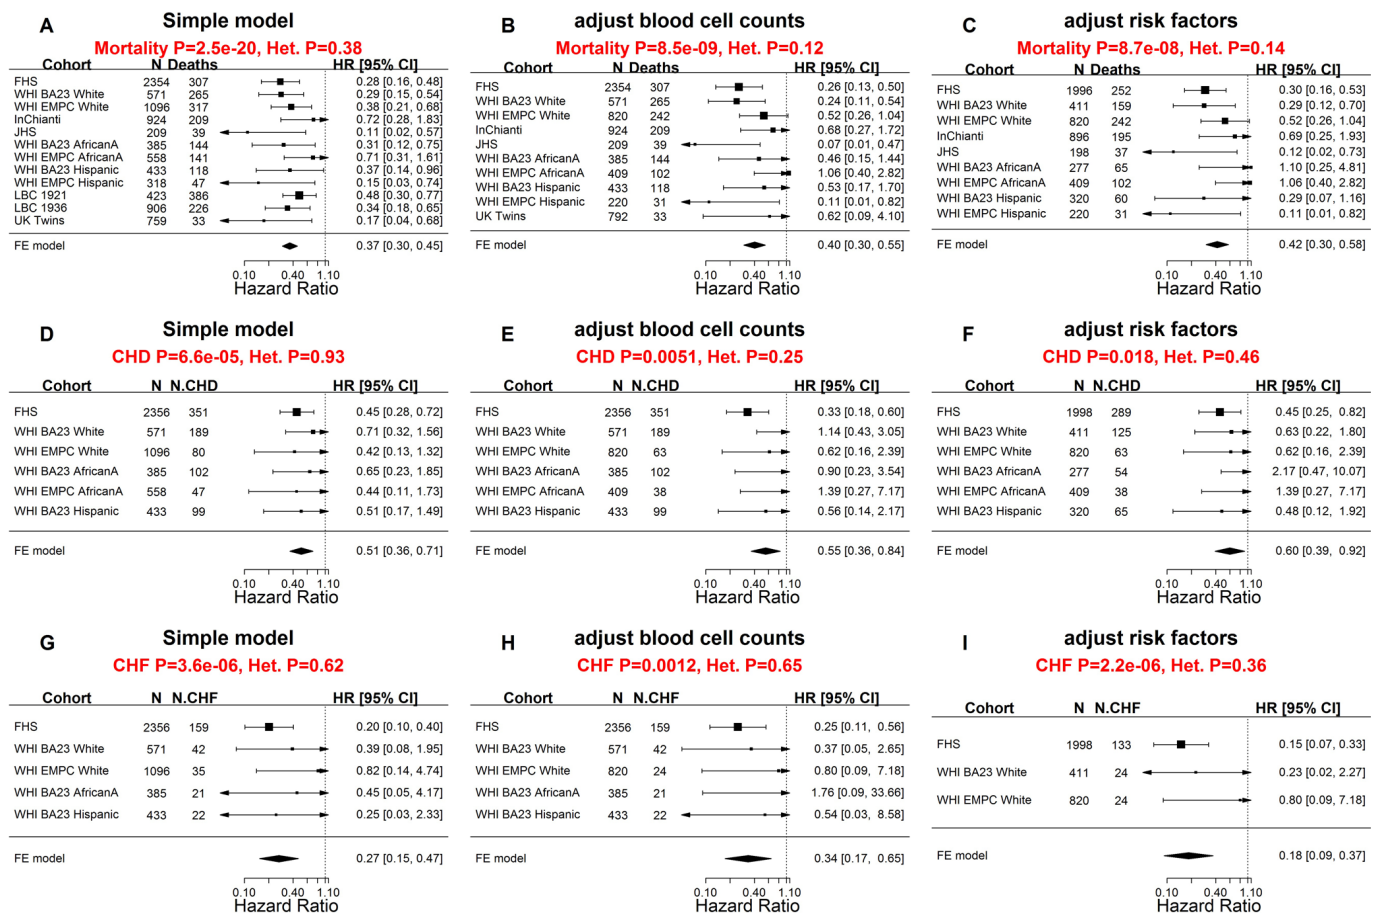 A Simple model
Mortality P=2.5e-20, Het. P=0.38
Cohort N Deaths HR [95% CI]
FHS 2354 307 0.28 [0.16, 0.48]
WHI BA23 White 571 265 0.29 [0.15, 0.54]
WHI EMPC White 1096 317 0.38 [0.21, 0.68]
InChianti 924 209 0.72 [0.28, 1.83]
JHS 209 39 0.11 [0.02, 0.57]
WHI BA23 AfricanA 385 144 0.31 [0.12, 0.75]
WHI EMPC AfricanA 558 141 0.71 [0.31, 1.61]
WHI BA23 Hispanic 433 118 0.37 [0.14, 0.96]
WHI EMPC Hispanic 318 47 0.15 [0.03, 0.74]
LBC 1921 423 386 0.48 [0.30, 0.77]
LBC 1936 906 226 0.34 [0.18, 0.65]
UK Twins 759 33 0.17 [0.04, 0.68]
FE model 0.37 [0.30, 0.45]
0.10 0.40 1.10
Hazard Ratio
B adjust blood cell counts
Mortality P=8.5e-09, Het. P=0.12
Cohort N Deaths HR [95% CI]
FHS 2354 307 0.26 [0.13, 0.50]
WHI BA23 White 571 265 0.24 [0.11, 0.54]
WHI EMPC White 820 242 0.52 [0.26, 1.04]
InChianti 924 209 0.68 [0.27, 1.72]
JHS 209 39 0.07 [0.01, 0.47]
WHI BA23 AfricanA 385 144 0.46 [0.15, 1.44]
WHI EMPC AfricanA 409 102 1.06 [0.40, 2.82]
WHI BA23 Hispanic 433 118 0.53 [0.17, 1.70]
WHI EMPC Hispanic 220 31 0.11 [0.01, 0.82]
UK Twins 792 33 0.62 [0.09, 4.10]
FE model 0.40 [0.30, 0.55]
0.10 0.40 1.10
Hazard Ratio
C adjust risk factors
Mortality P=8.7e-08, Het. P=0.14
Cohort N Deaths HR [95% CI]
FHS 1996 252 0.30 [0.16, 0.53]
WHI BA23 White 411 159 0.29 [0.12, 0.70]
WHI EMPC White 820 242 0.52 [0.26, 1.04]
InChianti 896 195 0.69 [0.25, 1.93]
JHS 198 37 0.12 [0.02, 0.73]
WHI BA23 AfricanA 277 65 1.10 [0.25, 4.81]
WHI EMPC AfricanA 409 102 1.06 [0.40, 2.82]
WHI BA23 Hispanic 320 60 0.29 [0.07, 1.16]
WHI EMPC Hispanic 220 31 0.11 [0.01, 0.82]
FE model 0.42 [0.30, 0.58]
0.10 0.40 1.10
Hazard Ratio
D Simple model
CHD P=6.6e-05, Het. P=0.93
Cohort N N.CHD HR [95% CI]
FHS 2356 351 0.45 [0.28, 0.72]
WHI BA23 White 571 189 0.71 [0.32, 1.56]
WHI EMPC White 1096 80 0.42 [0.13, 1.32]
WHI BA23 AfricanA 385 102 0.65 [0.23, 1.85]
WHI EMPC AfricanA 558 47 0.44 [0.11, 1.73]
WHI BA23 Hispanic 433 99 0.51 [0.17, 1.49]
FE model 0.51 [0.36, 0.71]
0.10 0.40 1.10
Hazard Ratio
E adjust blood cell counts
CHD P=0.0051, Het. P=0.25
Cohort N N.CHD HR [95% CI]
FHS 2356 351 0.33 [0.18, 0.60]
WHI BA23 White 571 189 1.14 [0.43, 3.05]
WHI EMPC White 820 63 0.62 [0.16, 2.39]
WHI BA23 AfricanA 385 102 0.90 [0.23, 3.54]
WHI EMPC AfricanA 409 38 1.39 [0.27, 7.17]
WHI BA23 Hispanic 433 99 0.56 [0.14, 2.17]
FE model 0.55 [0.36, 0.84]
0.10 0.40 1.10
Hazard Ratio
F adjust risk factors
CHD P=0.018, Het. P=0.46
Cohort N N.CHD HR [95% CI]
FHS 1998 289 0.45 [0.25, 0.82]
WHI BA23 White 411 125 0.63 [0.22, 1.80]
WHI EMPC White 820 63 0.62 [0.16, 2.39]
WHI BA23 AfricanA 277 54 2.17 [0.47, 10.07]
WHI EMPC AfricanA 409 38 1.39 [0.27, 7.17]
WHI BA23 Hispanic 320 65 0.48 [0.12, 1.92]
FE model 0.60 [0.39, 0.92]
0.10 0.40 1.10
Hazard Ratio
G Simple model
CHF P=3.6e-06, Het. P=0.62
Cohort N N.CHF HR [95% CI]
FHS 2356 159 0.20 [0.10, 0.40]
WHI BA23 White 571 42 0.39 [0.08, 1.95]
WHI EMPC White 1096 35 0.82 [0.14, 4.74]
WHI BA23 AfricanA 385 21 0.45 [0.05, 4.17]
WHI BA23 Hispanic 433 22 0.25 [0.03, 2.33]
FE model 0.27 [0.15, 0.47]
0.10 0.40 1.10
Hazard Ratio
H adjust blood cell counts
CHF P=0.0012, Het. P=0.65
Cohort N N.CHF HR [95% CI]
FHS 2356 159 0.25 [0.11, 0.56]
WHI BA23 White 571 42 0.37 [0.05, 2.65]
WHI EMPC White 820 24 0.80 [0.09, 7.18]
WHI BA23 AfricanA 385 21 1.76 [0.09, 33.66]
WHI BA23 Hispanic 433 22 0.54 [0.03, 8.58]
FE model 0.34 [0.17, 0.65]
0.10 0.40 1.10
Hazard Ratio
I adjust risk factors
CHF P=2.2e-06, Het. P=0.36
Cohort N N.CHF HR [95% CI]
FHS 1998 133 0.15 [0.07, 0.33]
WHI BA23 White 411 24 0.23 [0.02, 2.27]
WHI EMPC White 820 24 0.80 [0.09, 7.18]
FE model 0.18 [0.09, 0.37]
0.10 0.40 1.10
Hazard Ratio